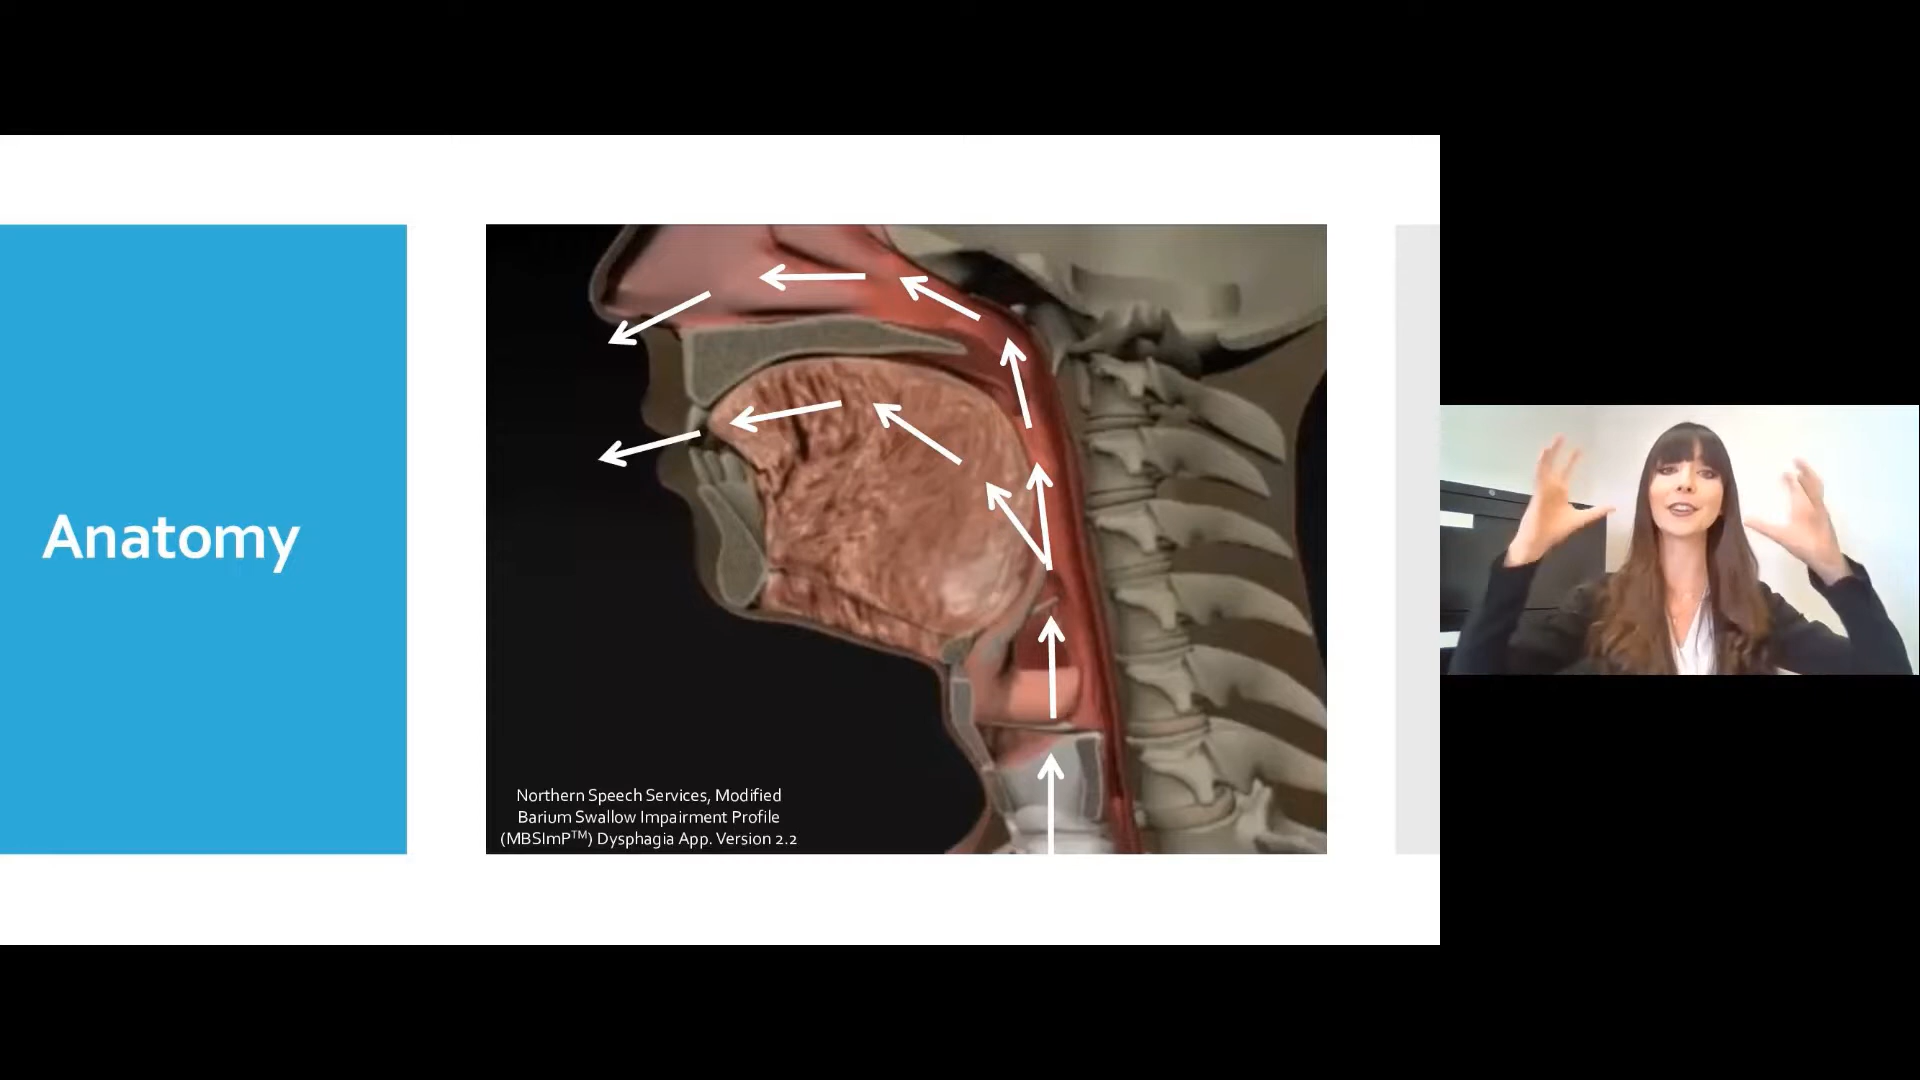 Anatomy
Northern Speech Services, Modified
Barium Swallow Impairment Profile
(MBSImP™) Dysphagia App. Version 2.2